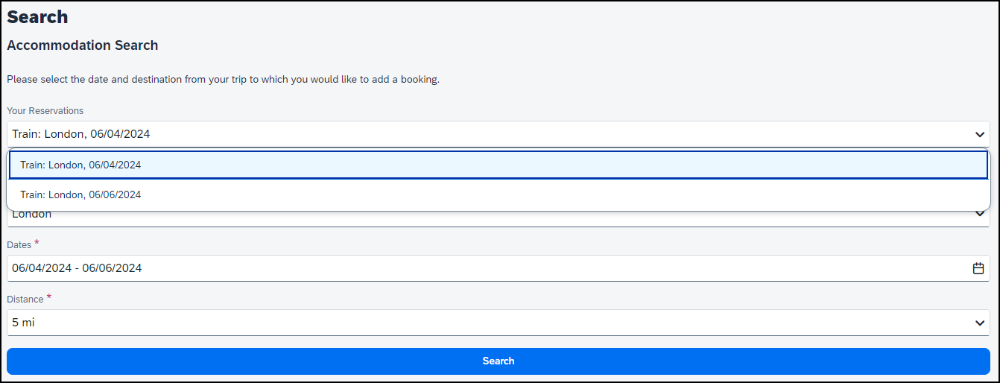 Search
Accommodation Search
Please select the date and destination from your trip to which you would like to add a booking.
Your Reservations
Train: London, 06/04/2024
Train: London, 06/04/2024
Train: London, 06/06/2024
London
Dates *
06/04/2024 - 06/06/2024
Distance *
5 mi
Search